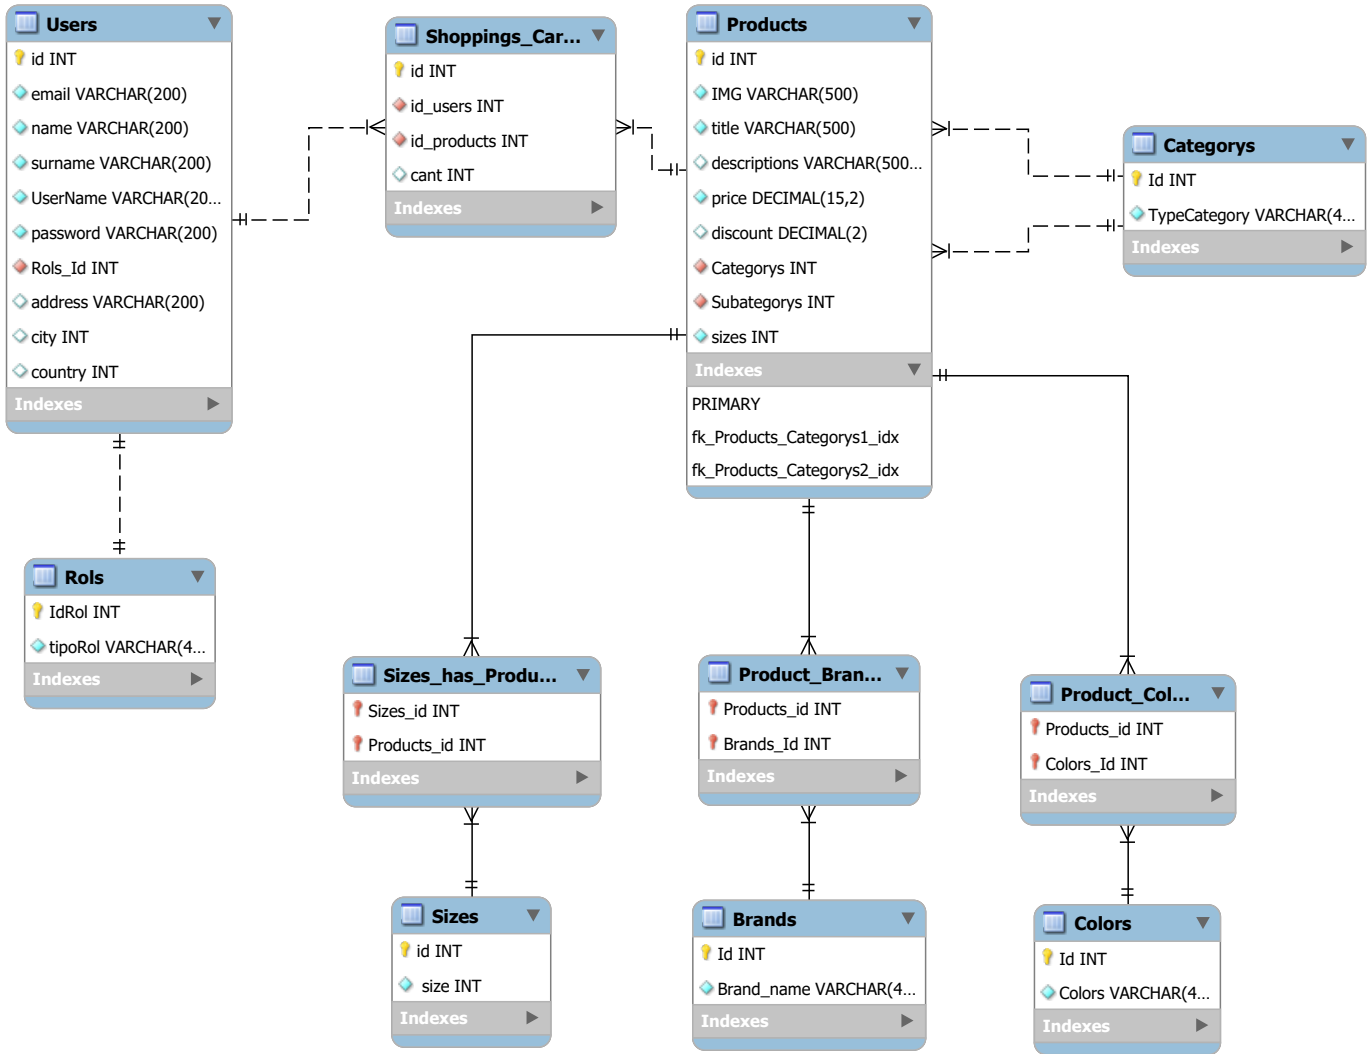 Users
id INT
email VARCHAR(200)
name VARCHAR(200)
surname VARCHAR(200)
UserName VARCHAR(20...
password VARCHAR(200)
Rols_Id INT
address VARCHAR(200)
city INT
country INT
Indexes
Shoppings_Car...
id INT
id_users INT
id_products INT
cant INT
Indexes
Products
id INT
IMG VARCHAR(500)
title VARCHAR(500)
descriptions VARCHAR(500...
price DECIMAL(15,2)
discount DECIMAL(2)
Categorys INT
Subategorys INT
sizes INT
Indexes
PRIMARY
fk_Products_Categorys1_idx
fk_Products_Categorys2_idx
Categorys
Id INT
TypeCategory VARCHAR(4...
Indexes
Rols
IdRol INT
tipoRol VARCHAR(4...
Indexes
Sizes_has_Produ...
Sizes_id INT
Products_id INT
Indexes
Product_Bran...
Products_id INT
Brands_Id INT
Indexes
Product_Col...
Products_id INT
Colors_Id INT
Indexes
Sizes
id INT
size INT
Indexes
Brands
Id INT
Brand_name VARCHAR(4...
Indexes
Colors
Id INT
Colors VARCHAR(4...
Indexes